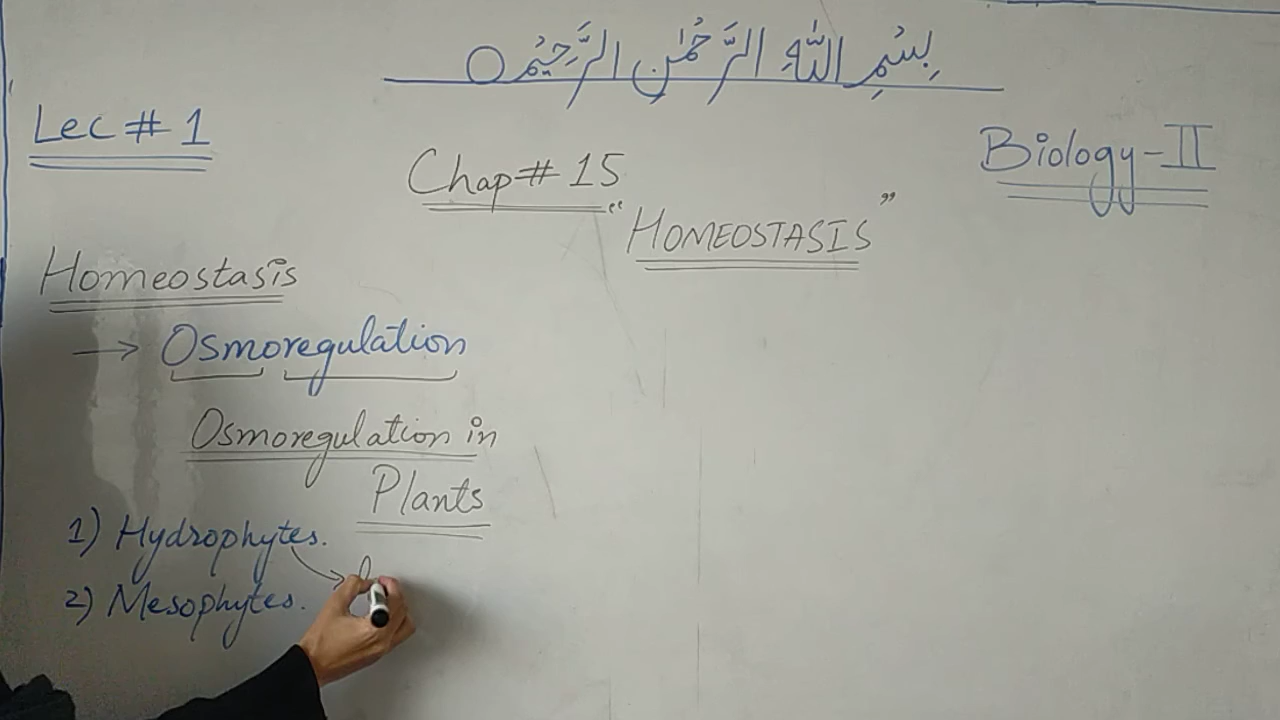 بِسْمِ اللّٰهِ الرَّحْمٰنِ الرَّحِيْمِ
Lec # 1
Biology-II
Chap# 15
“HOMEOSTASIS”
Homeostasis
→ Osmoregulation
Osmoregulation in
Plants
1) Hydrophytes.
2) Mesophytes.